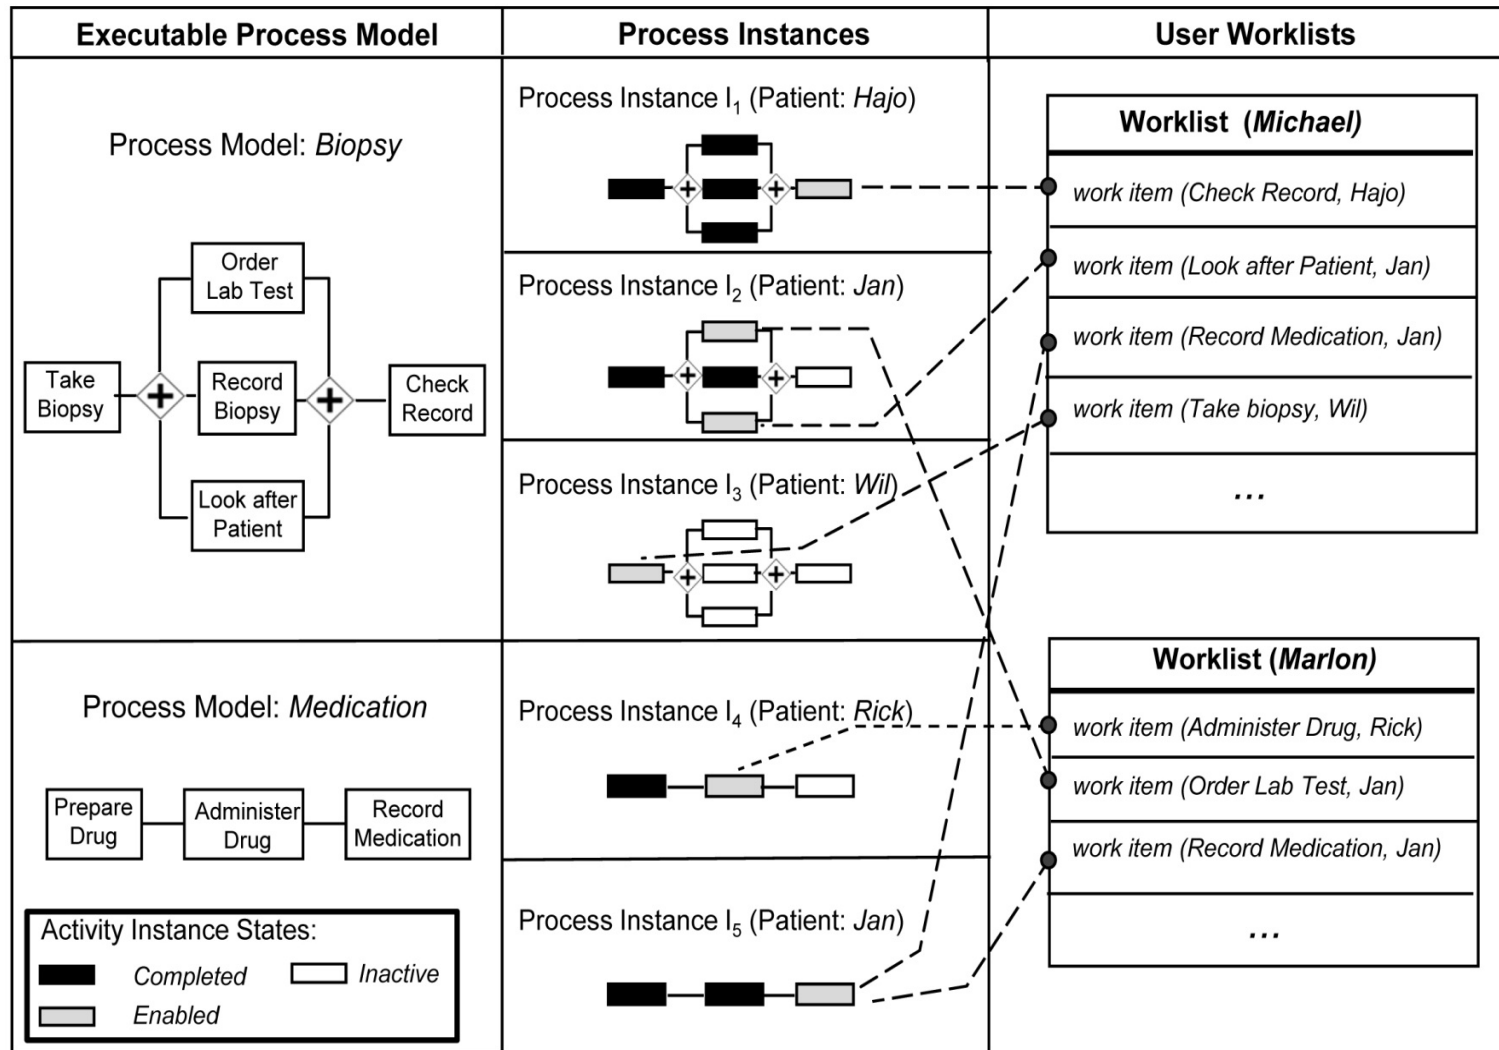 Executable Process Model
Process Instances
User Worklists
Process Model: Biopsy
Take
Biopsy
Order
Lab Test
Record
Biopsy
Look after
Patient
Check
Record
Process Instance I1 (Patient: Hajo)
Process Instance I2 (Patient: Jan)
Process Instance I3 (Patient: Wil)
Worklist (Michael)
work item (Check Record, Hajo)
work item (Look after Patient, Jan)
work item (Record Medication, Jan)
work item (Take biopsy, Wil)
...
Process Model: Medication
Prepare
Drug
Administer
Drug
Record
Medication
Activity Instance States:
Completed
Inactive
Enabled
Process Instance I4 (Patient: Rick)
Process Instance I5 (Patient: Jan)
Worklist (Marlon)
work item (Administer Drug, Rick)
work item (Order Lab Test, Jan)
work item (Record Medication, Jan)
...